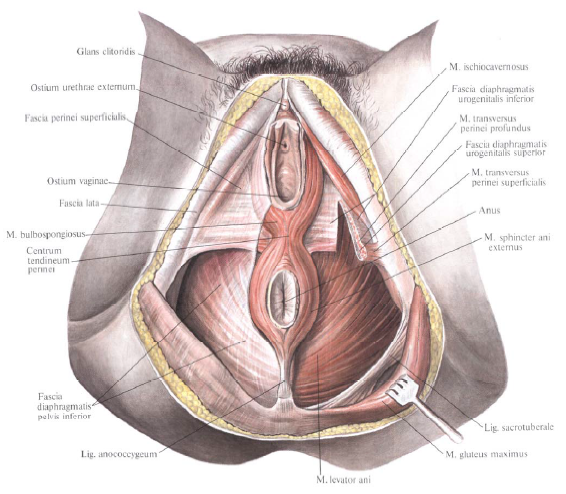 Glans clitoridis
Ostium urethrae externum
Fascia perinei superficialis
Ostium vaginae
Fascia lata
M. bulbospongiosus
Centrum
tendineum
perinei
Fascia
diaphragmatis
pelvis inferior
Lig. anococcygeum
M. ischiocavernosus
Fascia diaphragmatis
urogenitalis inferior
M. transversus
perinei profundus
Fascia diaphragmatis
urogenitalis superior
M. transversus
perinei superficialis
Anus
M. sphincter ani
externus
Lig. sacrotuberale
M. gluteus maximus
M. levator ani